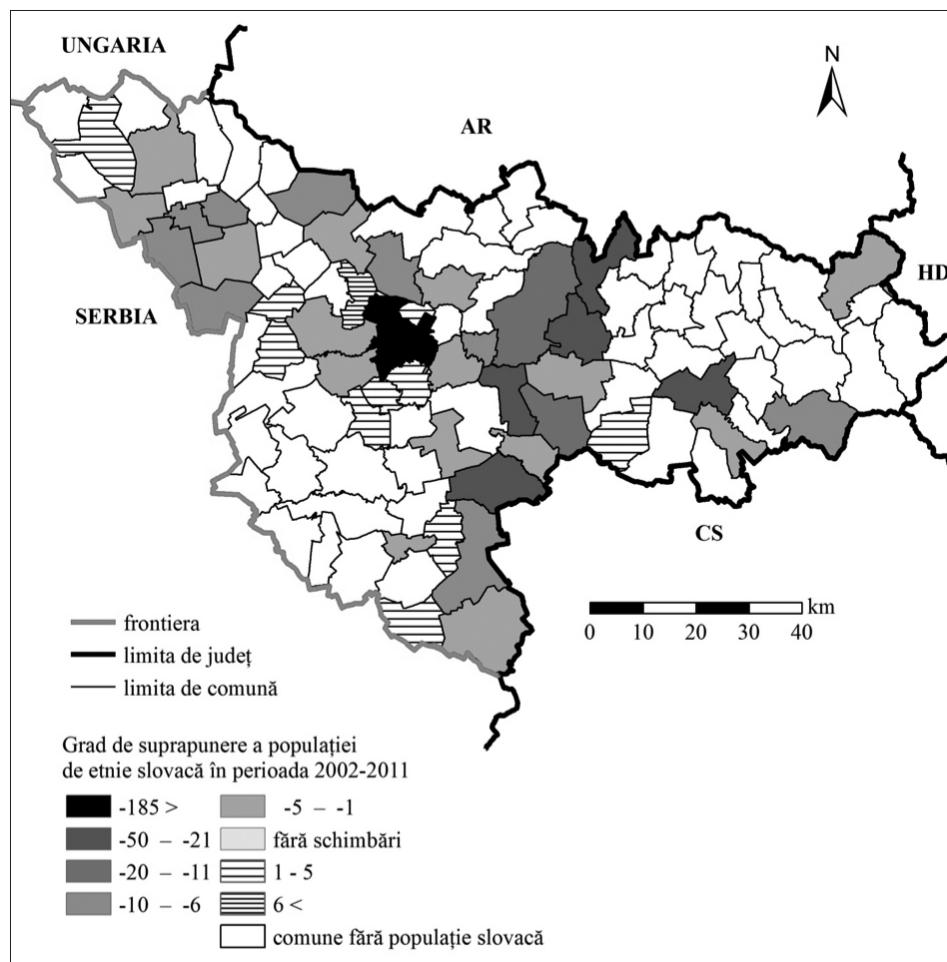 UNGARIA
N
AR
HD
SERBIA
CS
km
0 10 20 30 40
frontiera
limita de județ
limita de comună
Grad de suprapunere a populației
de etnie slovacă în perioada 2002-2011
-185 >
-50 – -21
-20 – -11
-10 – -6
-5 – -1
fără schimbări
1 - 5
6 <
comune fără populație slovacă